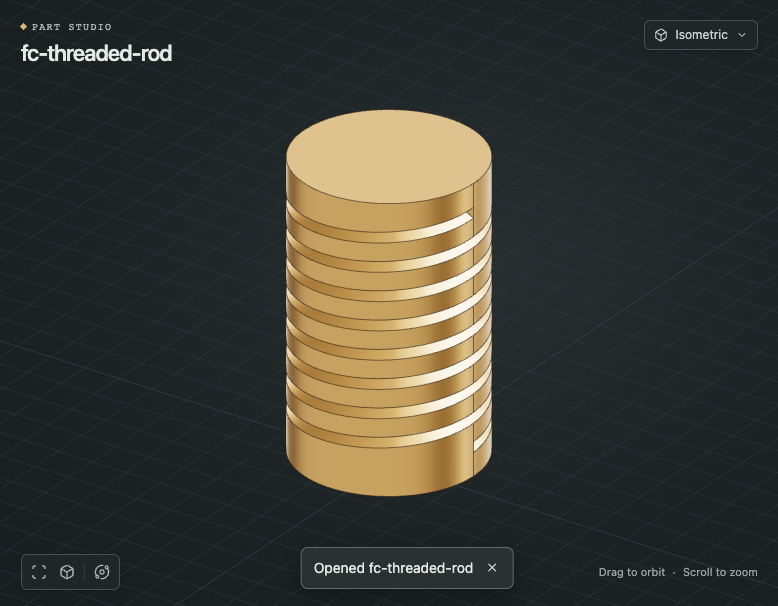 PART STUDIO
fc-threaded-rod
Isometric
Opened fc-threaded-rod
Drag to orbit · Scroll to zoom